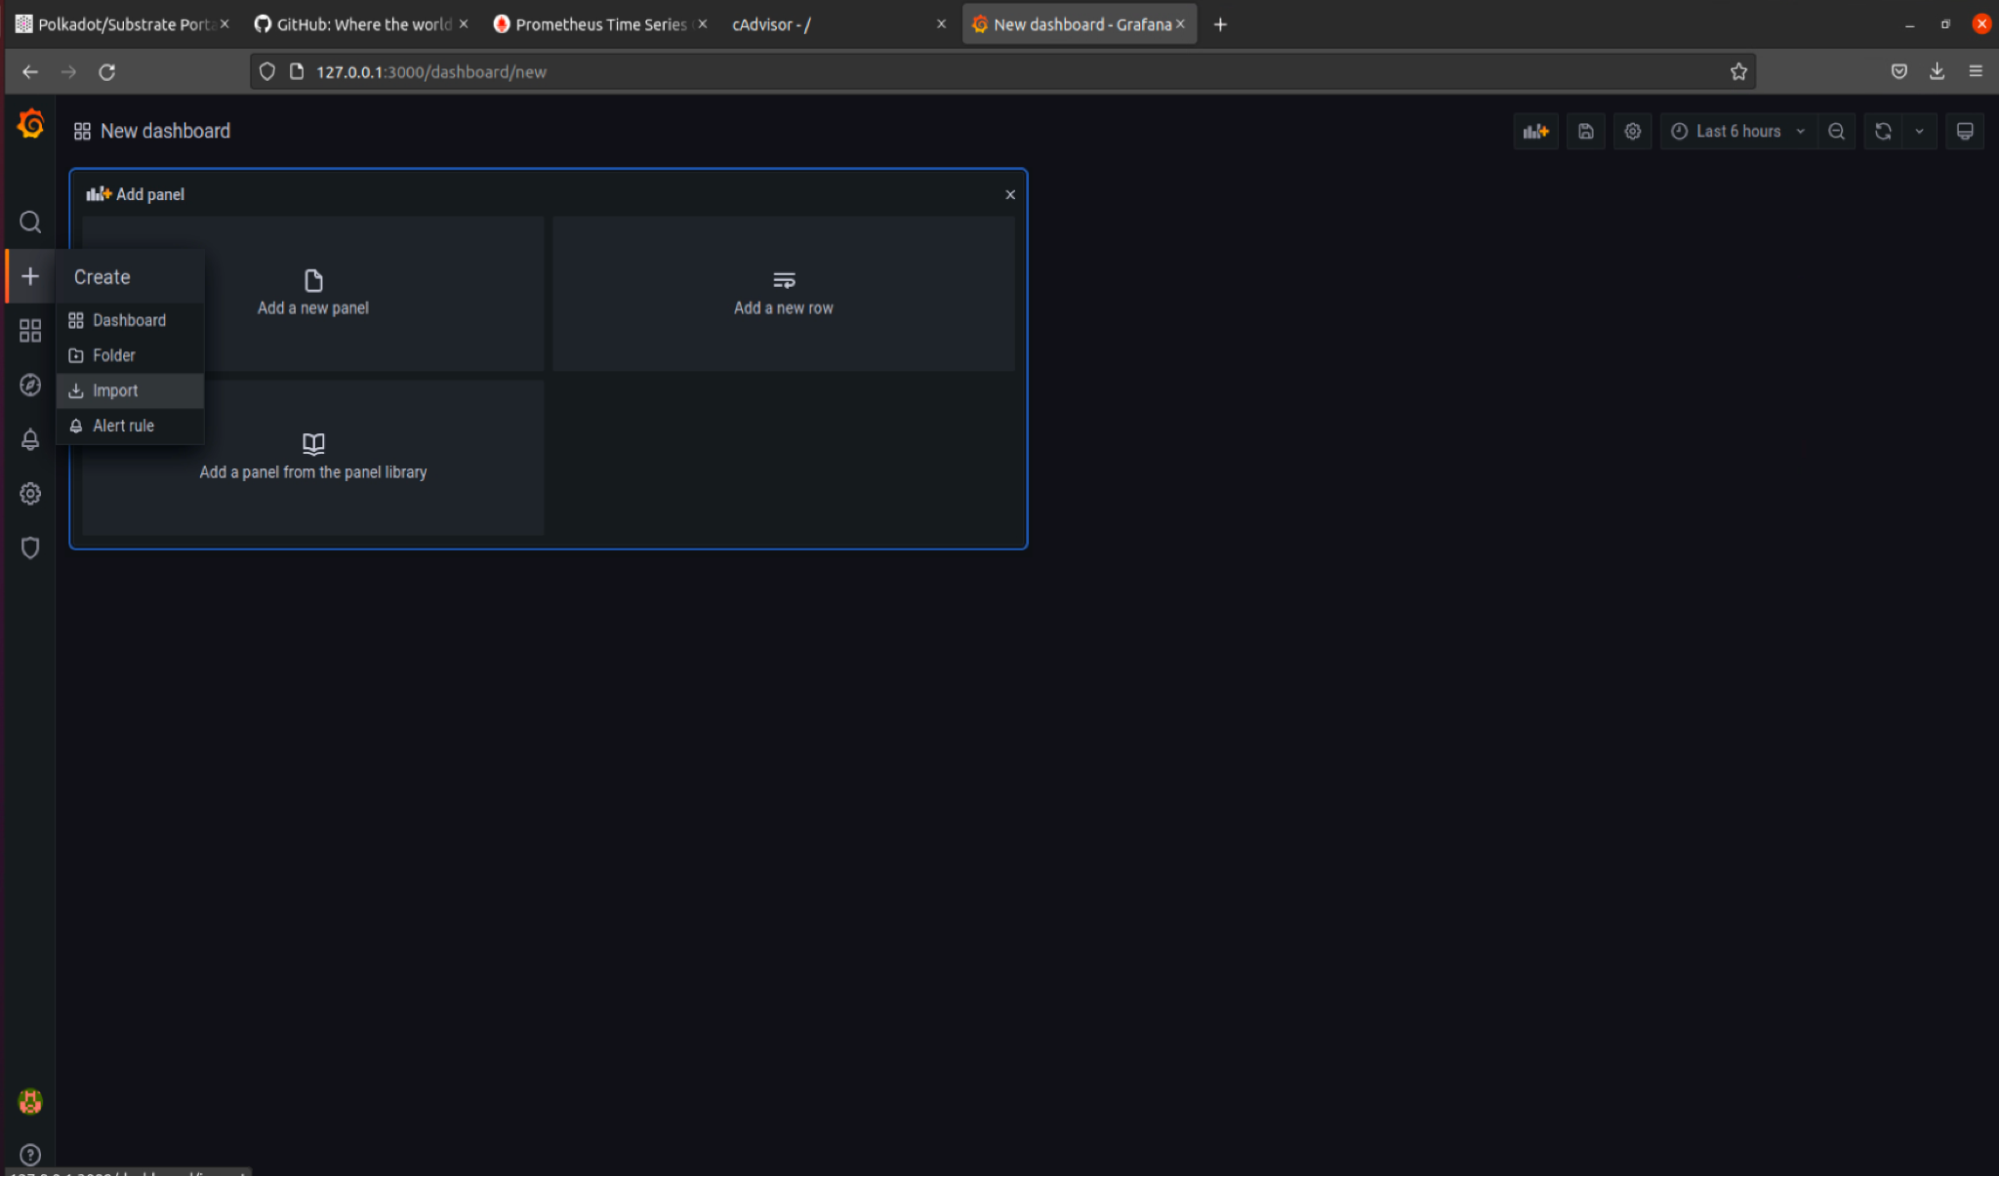 Polkadot/Substrate Porta
GitHub: Where the world
Prometheus Time Series
cAdvisor - /
New dashboard - Grafana
127.0.0.1:3000/dashboard/new
New dashboard
Last 6 hours
Add panel
Create
Dashboard
Folder
Import
Alert rule
Add a new panel
Add a new row
Add a panel from the panel library